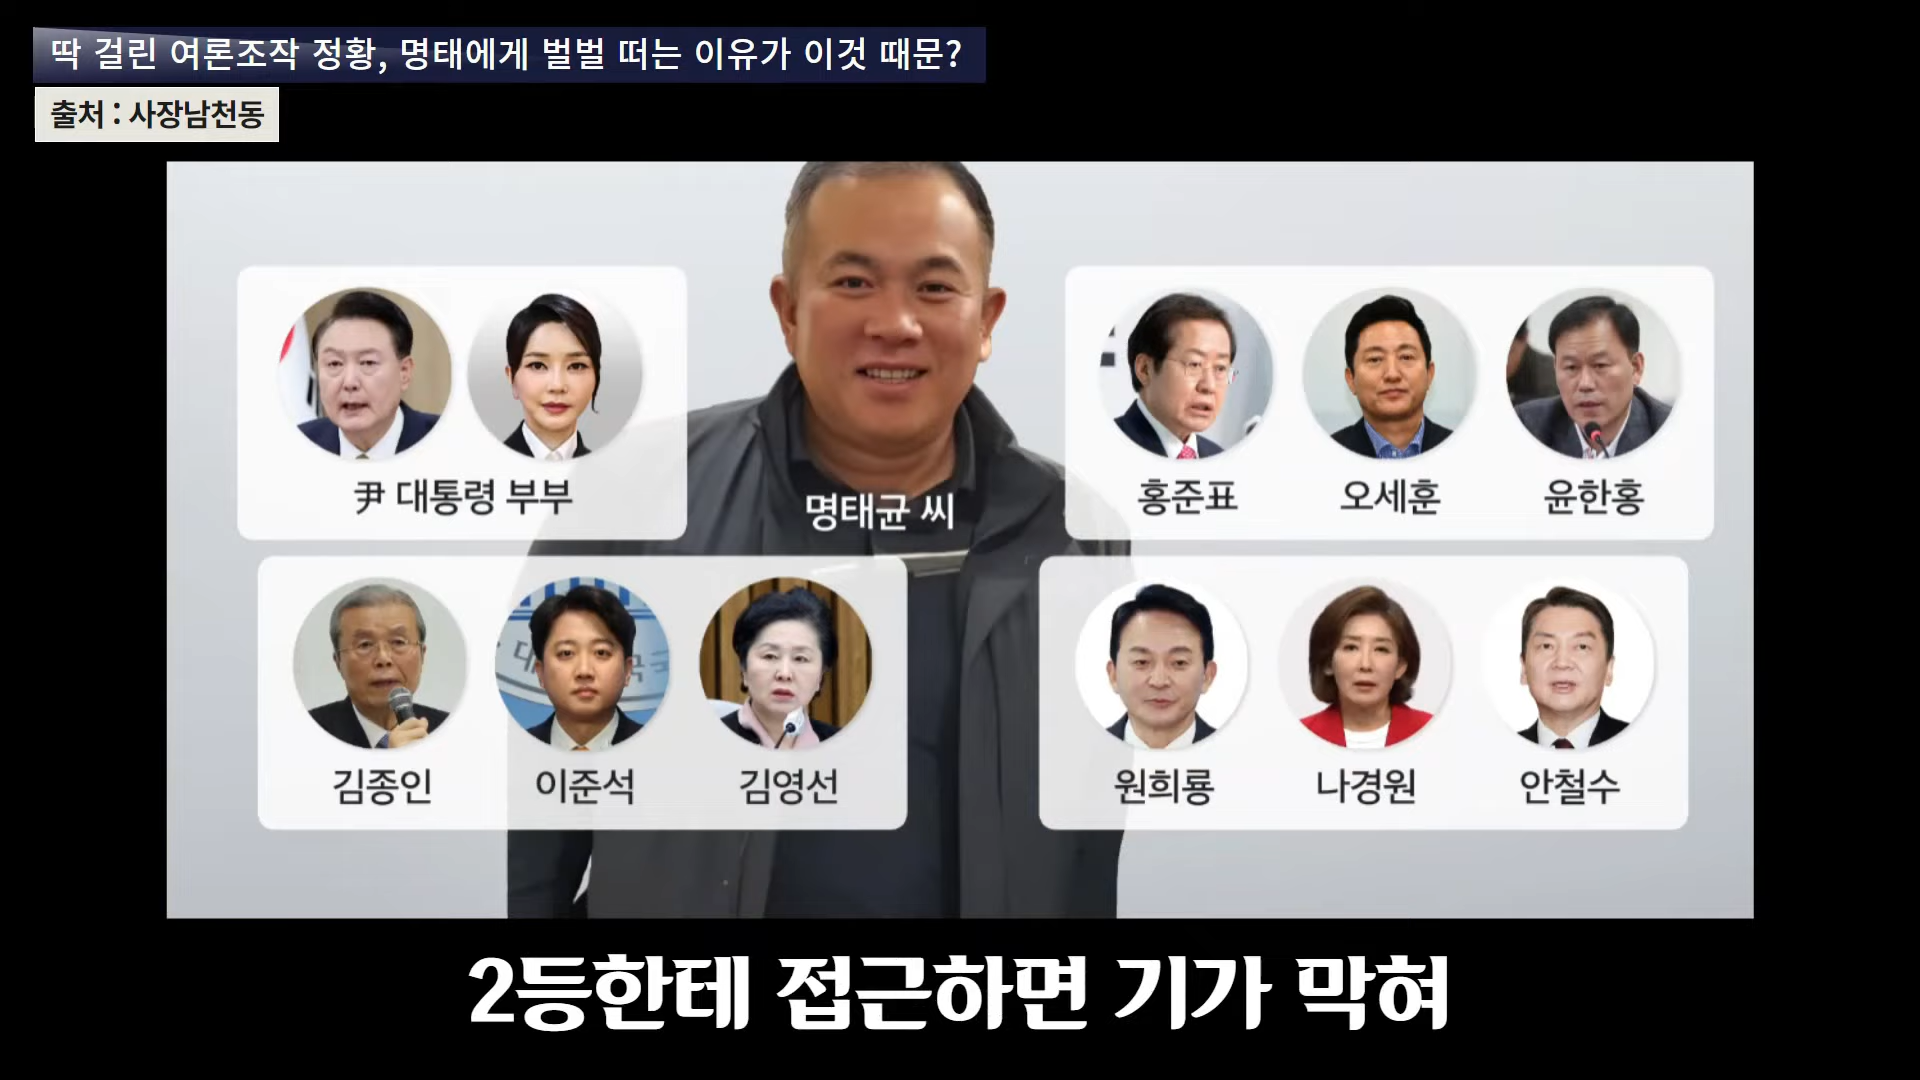 딱 걸린 여론조작 정황, 명태에게 벌벌 떠는 이유가 이것 때문?
출처 : 사장남천동
尹 대통령 부부
명태균 씨
홍준표
오세훈
윤한홍
김종인
이준석
김영선
원희룡
나경원
안철수
2등한테 접근하면 기가 막혀